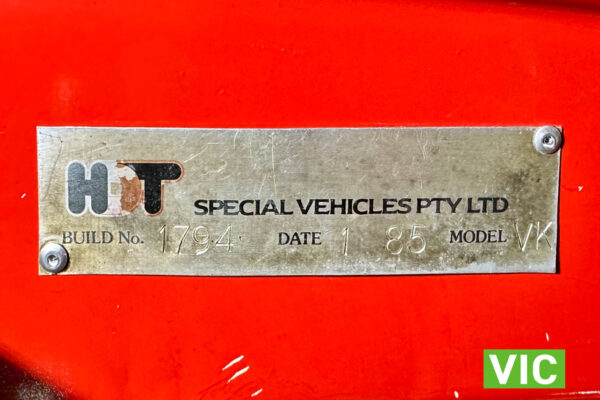 HDT SPECIAL VEHICLES PTY LTD
BUILD No. 1794 DATE 1 85 MODEL VK
VIC